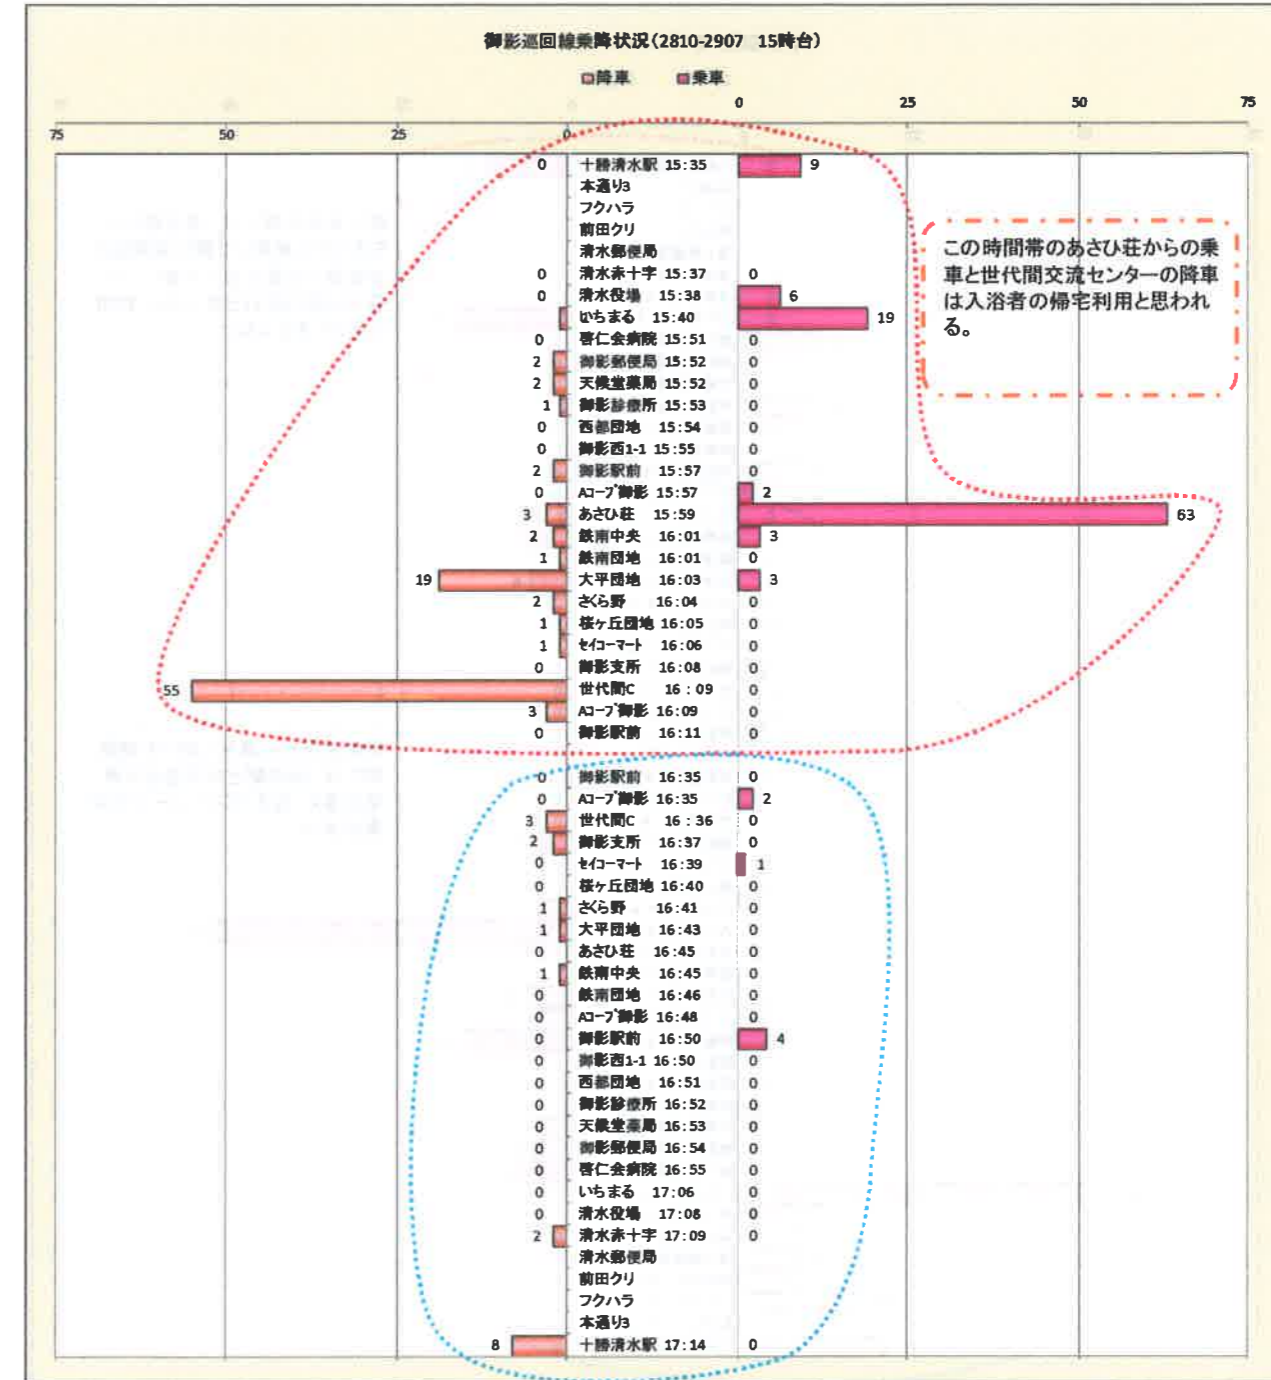 御影巡回線乗降状況(2810-2907 15時台)
降車 乗車
0 25 50 75
75 50 25 0
0 十勝清水駅 15:35 9
本通り3
フクハラ
前田クリ
清水郵便局
0 清水赤十字 15:37 0
0 清水役場 15:38 6
いちまる 15:40 19
0 啓仁会病院 15:51 0
2 御影郵便局 15:52 0
2 天候堂薬局 15:52 0
1 御影診療所 15:53 0
0 西都団地 15:54 0
0 御影西1-1 15:55 0
2 御影駅前 15:57 0
0 Aコープ御影 15:57 2
3 あさひ荘 15:59 63
2 鉄南中央 16:01 3
1 鉄南団地 16:01 0
19 大平団地 16:03 3
2 さくら野 16:04 0
1 桜ヶ丘団地 16:05 0
1 セイコーマート 16:06 0
0 御影支所 16:08 0
55 世代間C 16:09 0
3 Aコープ御影 16:09 0
0 御影駅前 16:11 0
この時間帯のあさひ荘からの乗
車と世代間交流センターの降車
は入浴者の帰宅利用と思われ
る。
0 御影駅前 16:35 0
0 Aコープ御影 16:35 2
3 世代間C 16:36 0
2 御影支所 16:37 0
0 セイコーマート 16:39 1
0 桜ヶ丘団地 16:40 0
1 さくら野 16:41 0
1 大平団地 16:43 0
0 あさひ荘 16:45 0
1 鉄南中央 16:45 0
0 鉄南団地 16:46 0
0 Aコープ御影 16:48 0
0 御影駅前 16:50 4
0 御影西1-1 16:50 0
0 西都団地 16:51 0
0 御影診療所 16:52 0
0 天候堂薬局 16:53 0
0 御影郵便局 16:54 0
0 啓仁会病院 16:55 0
0 いちまる 17:06 0
0 清水役場 17:08 0
2 清水赤十字 17:09 0
清水郵便局
前田クリ
フクハラ
本通り3
8 十勝清水駅 17:14 0